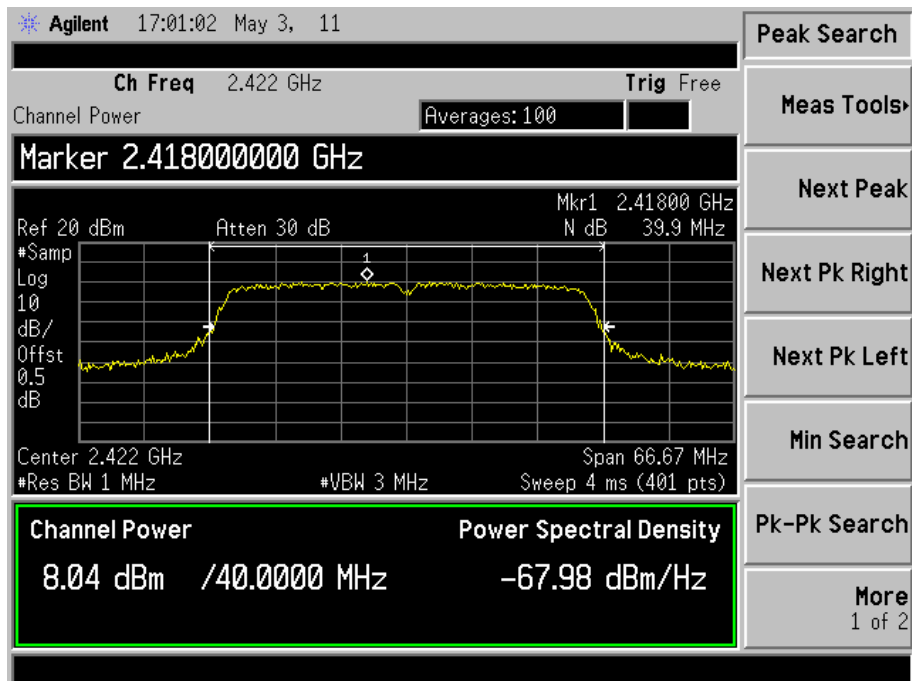 Agilent 17:01:02 May 3, 11
Peak Search
Ch Freq 2.422 GHz Trig Free
Channel Power Averages: 100
Meas Tools
Marker 2.418000000 GHz
Next Peak
Mkr1 2.41800 GHz
Ref 20 dBm Atten 30 dB N dB 39.9 MHz
#Samp
Log
10
dB/
Offst
0.5
dB
1
Next Pk Right
Next Pk Left
Center 2.422 GHz Span 66.67 MHz
#Res BW 1 MHz #VBW 3 MHz Sweep 4 ms (401 pts)
Min Search
Channel Power Power Spectral Density
8.04 dBm /40.0000 MHz -67.98 dBm/Hz
Pk-Pk Search
More
1 of 2